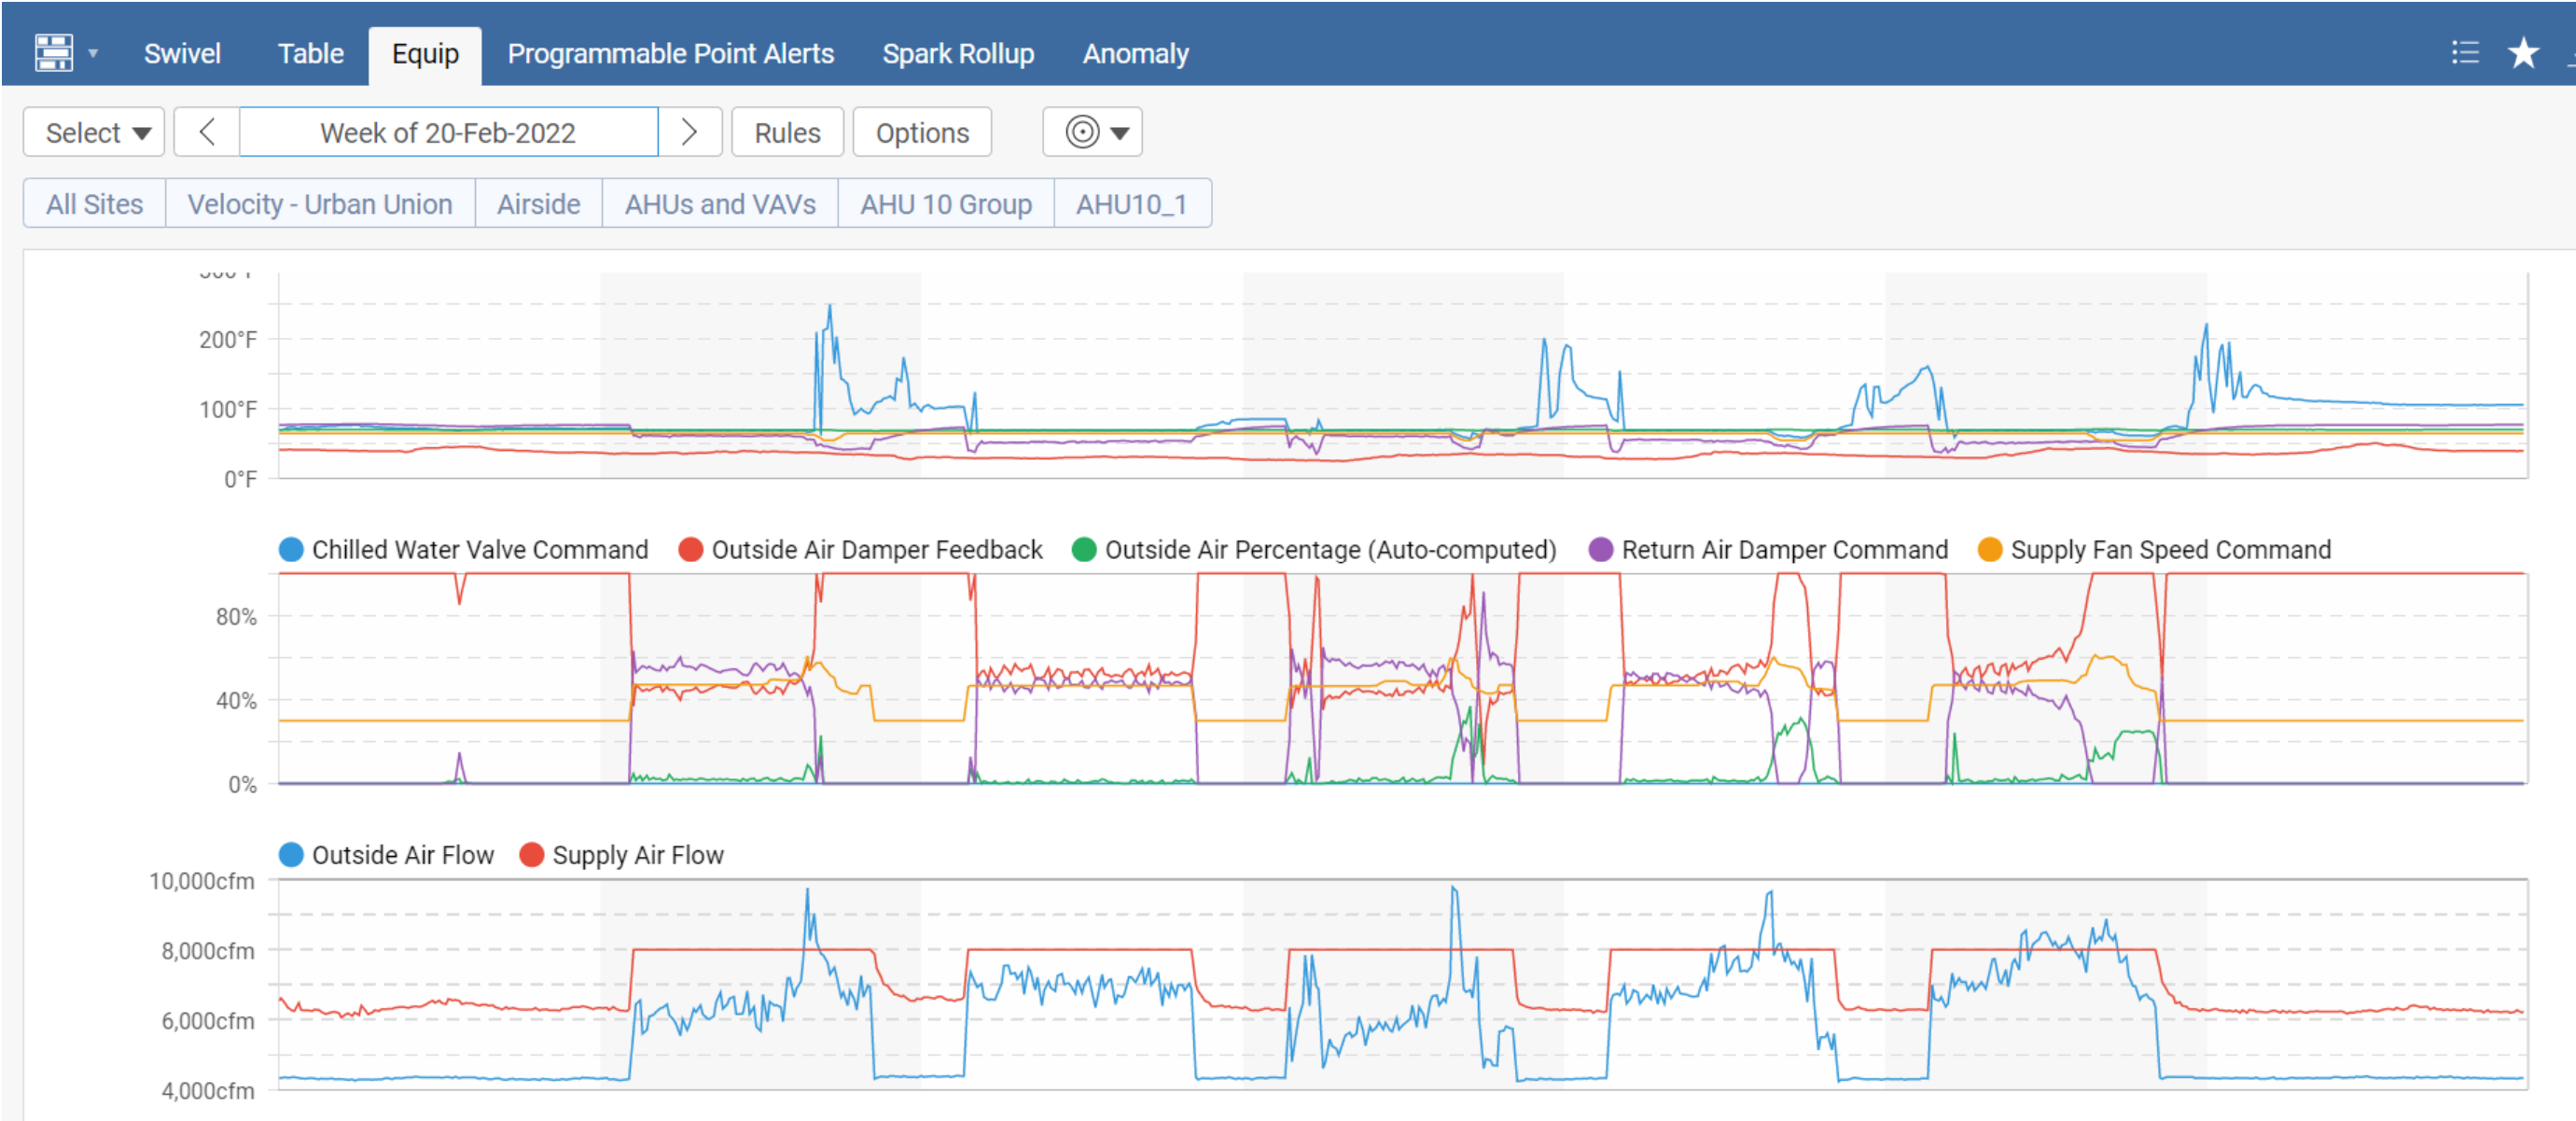 Swivel Table Equip Programmable Point Alerts Spark Rollup Anomaly
Select Week of 20-Feb-2022 Rules Options
All Sites Velocity - Urban Union Airside AHUs and VAVs AHU 10 Group AHU10_1
200°F
100°F
0°F
Chilled Water Valve Command Outside Air Damper Feedback Outside Air Percentage (Auto-computed) Return Air Damper Command Supply Fan Speed Command
80%
40%
0%
Outside Air Flow Supply Air Flow
10,000cfm
8,000cfm
6,000cfm
4,000cfm